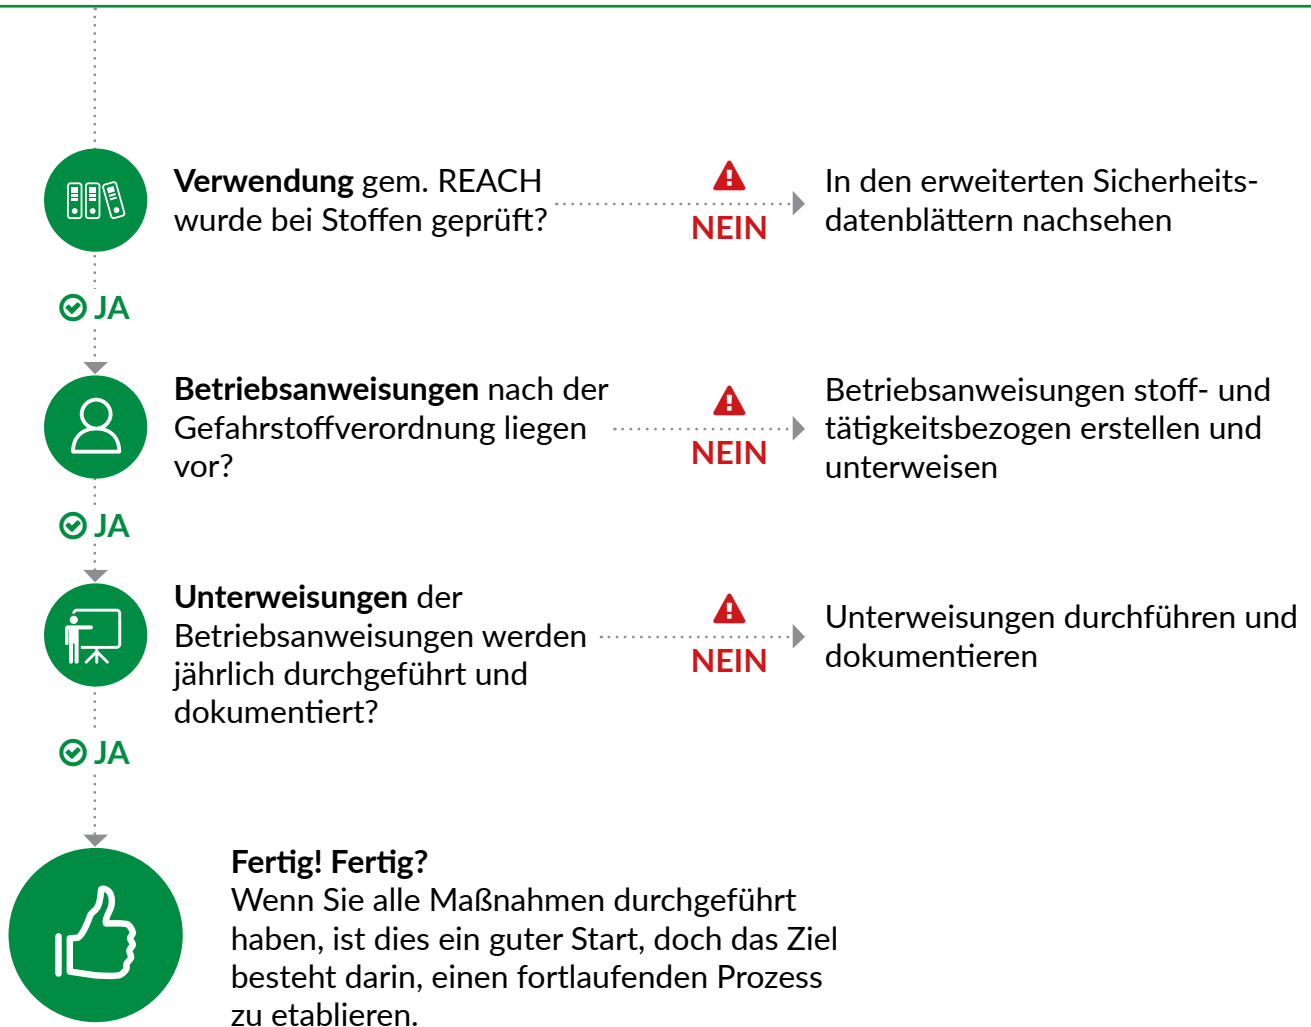 Verwendung gem. REACH
wurde bei Stoffen geprüft?
NEIN
In den erweiterten Sicherheits-
datenblättern nachsehen
JA
Betriebsanweisungen nach der
Gefahrstoffverordnung liegen
vor?
NEIN
Betriebsanweisungen stoff- und
tätigkeitsbezogen erstellen und
unterweisen
JA
Unterweisungen der
Betriebsanweisungen werden
jährlich durchgeführt und
dokumentiert?
NEIN
Unterweisungen durchführen und
dokumentieren
JA
Fertig! Fertig?
Wenn Sie alle Maßnahmen durchgeführt
haben, ist dies ein guter Start, doch das Ziel
besteht darin, einen fortlaufenden Prozess
zu etablieren.